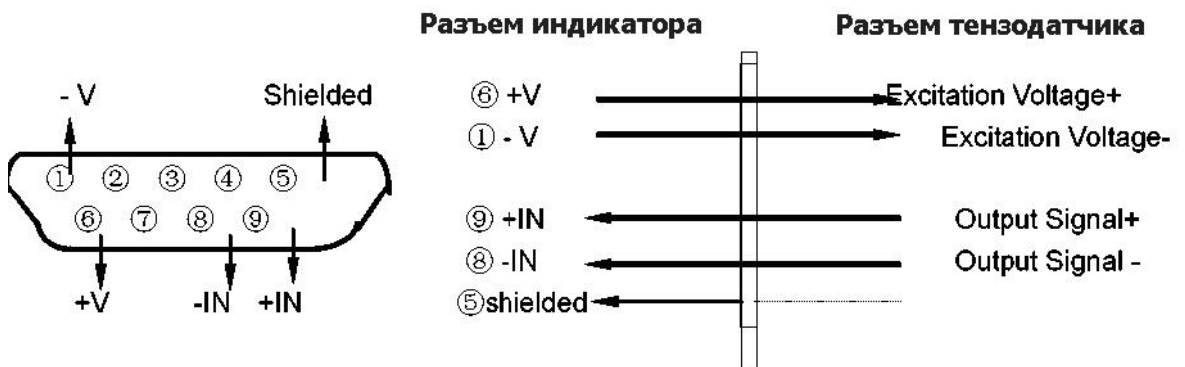 Разъем индикатора
Разъем тензодатчика
- V
Shielded
① ② ③ ④ ⑤
⑥ ⑦ ⑧ ⑨
+V
-IN
+IN
⑥ +V
Excitation Voltage+
① - V
Excitation Voltage-
⑨ +IN
Output Signal+
⑧ -IN
Output Signal -
⑤shielded